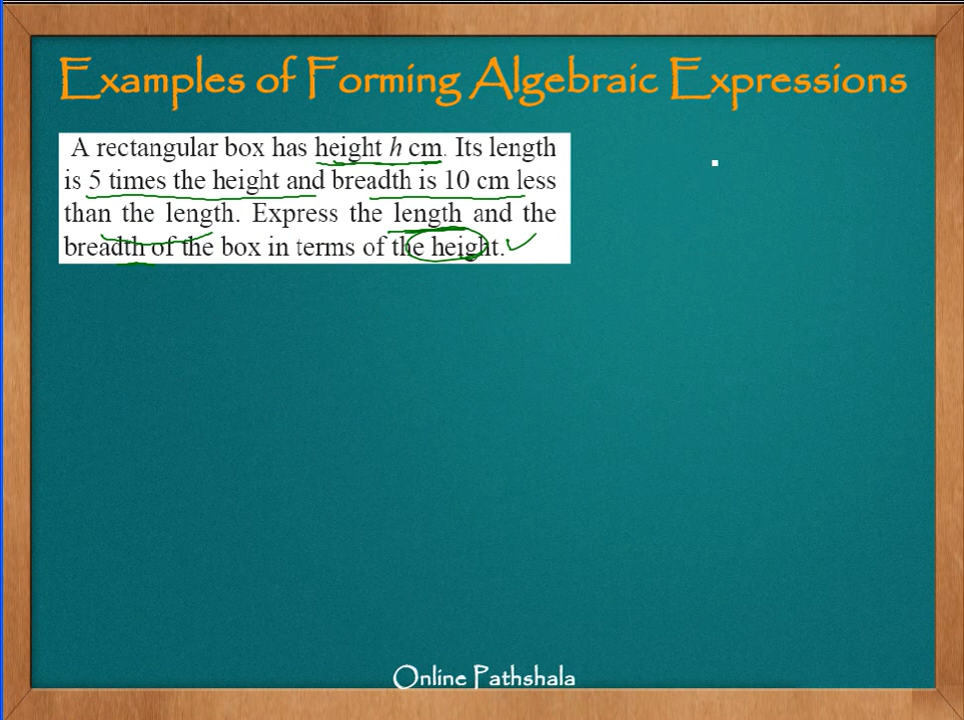 Examples of Forming Algebraic Expressions
A rectangular box has height h cm. Its length
is 5 times the height and breadth is 10 cm less
than the length. Express the length and the
breadth of the box in terms of the height.
Online Pathshala